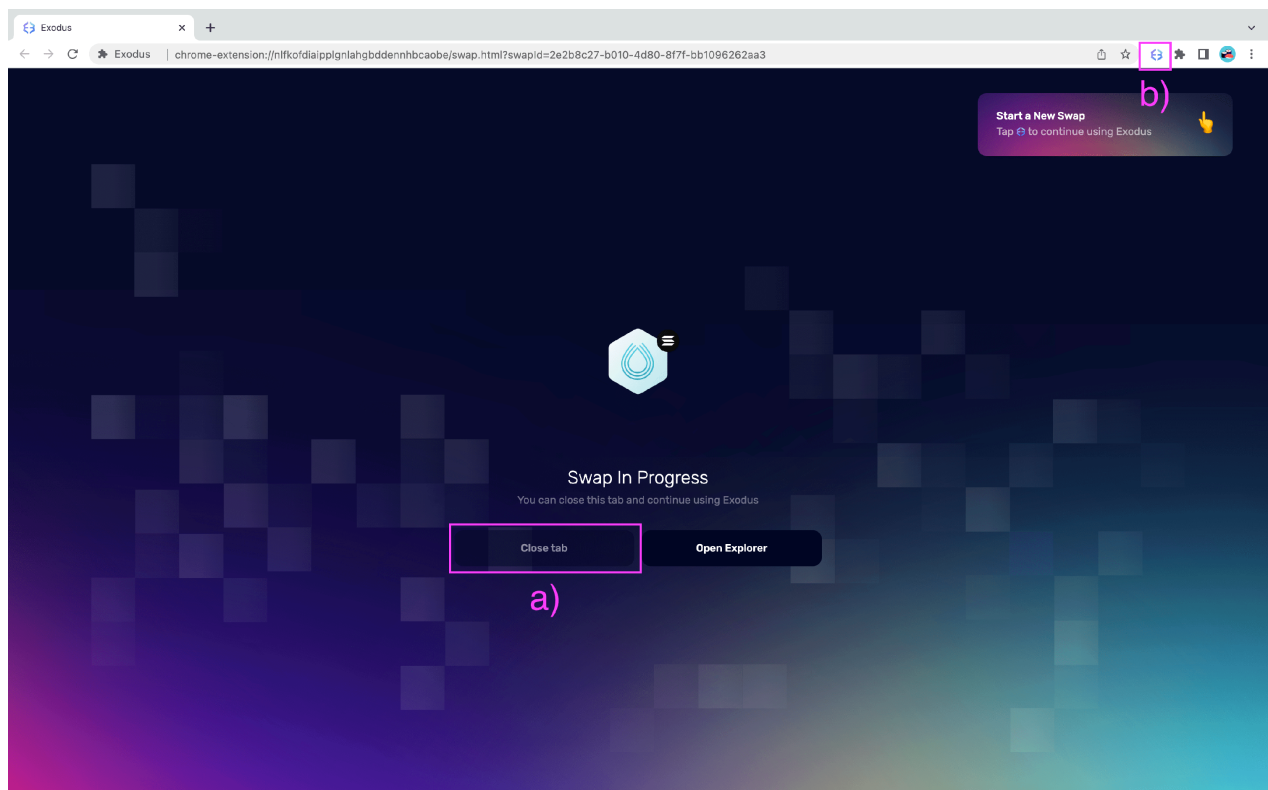 Exodus
Exodus
chrome-extension://nlfkofdiaipplgnlahgbddennhbcaobe/swap.html?swapId=2e2b8c27-b010-4d80-8f7f-bb1096262aa3
b)
Start a New Swap
Tap to continue using Exodus
Swap In Progress
You can close this tab and continue using Exodus
Close tab
Open Explorer
a)